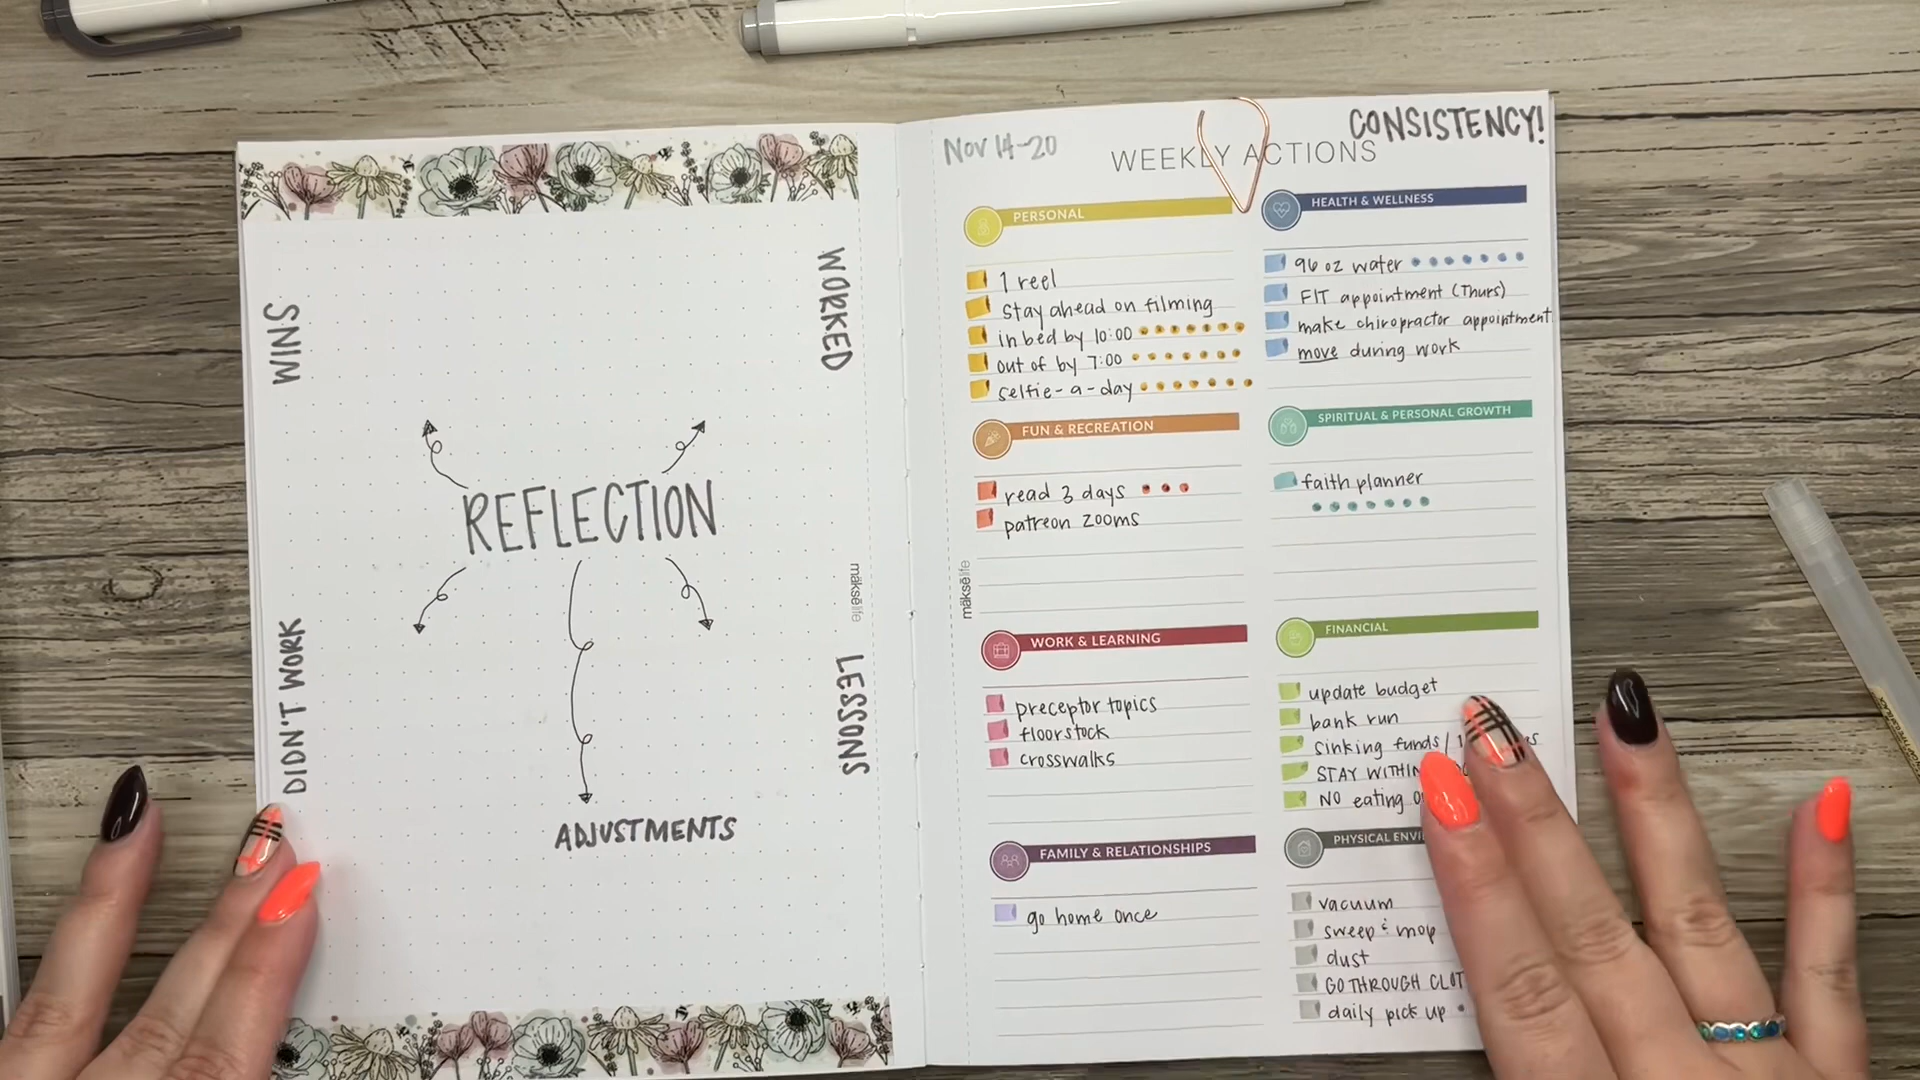 WINS
WORKED
REFLECTION
DIDN'T WORK
LESSONS
ADJUSTMENTS
mäksēlife
Nov 14-20
CONSISTENCY!
WEEKLY ACTIONS
mäksēlife
PERSONAL
1 reel
Stay ahead on filming
in bed by 10:00
out of by 7:00
selfie-a-day
HEALTH & WELLNESS
96 oz water
FIT appointment (Thurs)
make chiropractor appointment
move during work
FUN & RECREATION
read 3 days
patreon zooms
SPIRITUAL & PERSONAL GROWTH
faith planner
WORK & LEARNING
preceptor topics
floorstock
crosswalks
FINANCIAL
update budget
bank run
sinking funds/
STAY WITHIN
NO eating
FAMILY & RELATIONSHIPS
go home once
PHYSICAL
vacuum
sweep & mop
dust
GO THROUGH
daily pick up